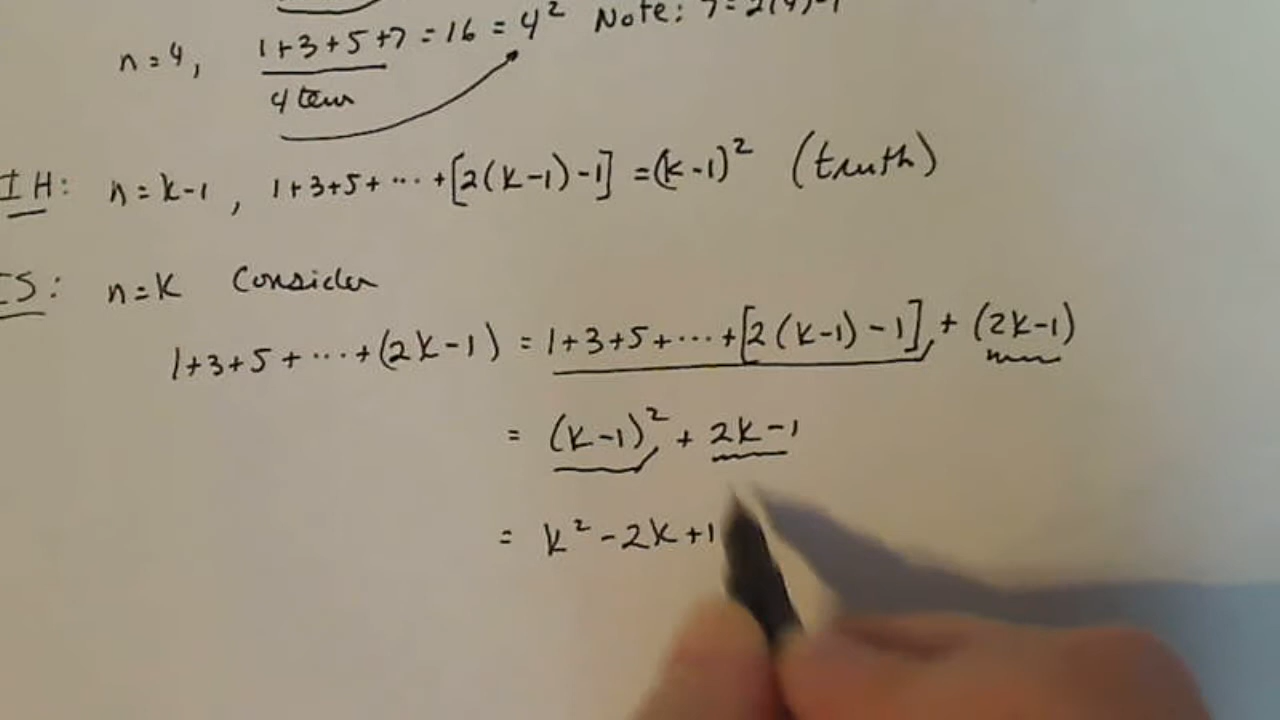 n=4, 1+3+5+7=16=4² Note: 7=2(4)-1
4 term
IH: n=k-1, 1+3+5+···+[2(k-1)-1]=(k-1)² (truth)
IS: n=k Consider
1+3+5+···+(2k-1) = 1+3+5+···+[2(k-1)-1]+(2k-1)
= (k-1)²+2k-1
= k²-2k+1